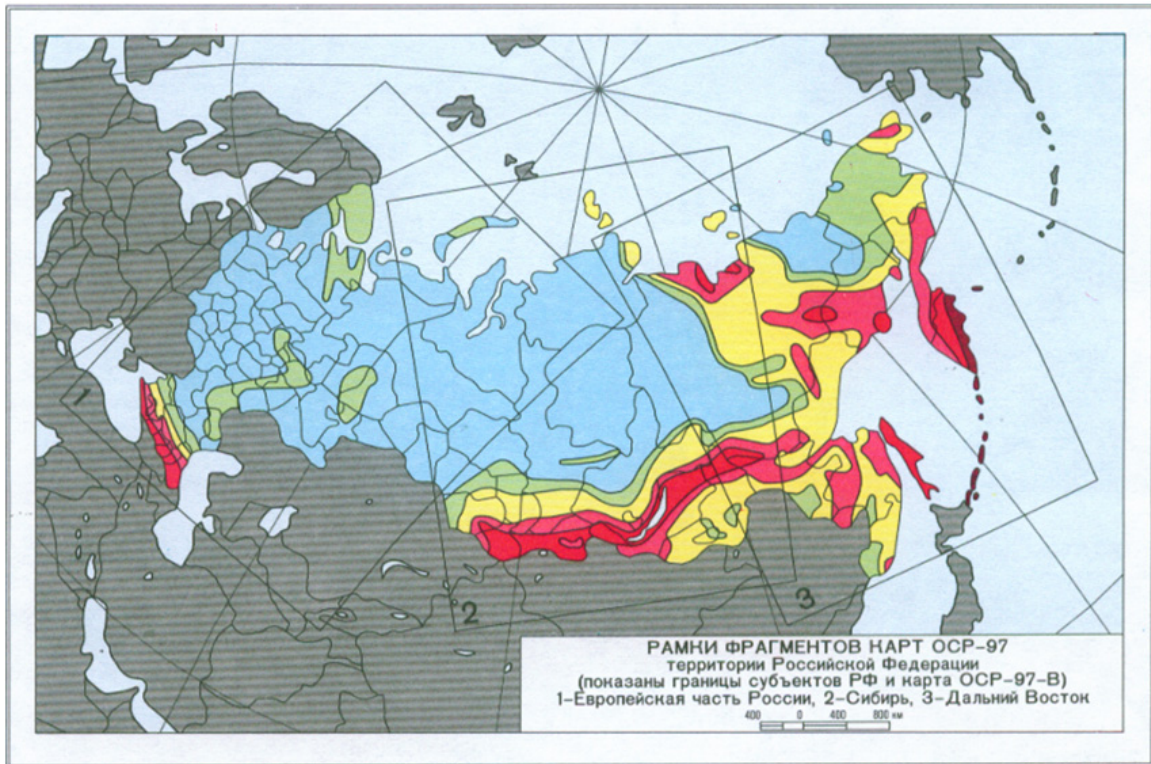 1
2
3
РАМКИ ФРАГМЕНТОВ КАРТ ОСР-97
территории Российской Федерации
(показаны границы субъектов РФ и карта ОСР-97-В)
1-Европейская часть России, 2-Сибирь, 3-Дальний Восток
400 0 400 800 км